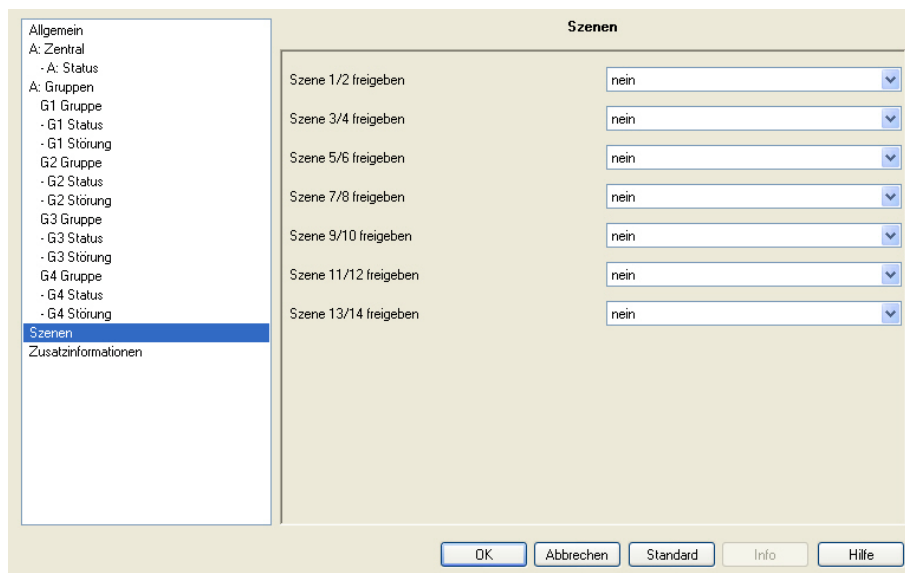 Allgemein
A: Zentral
- A: Status
A: Gruppen
G1 Gruppe
- G1 Status
- G1 Störung
G2 Gruppe
- G2 Status
- G2 Störung
G3 Gruppe
- G3 Status
- G3 Störung
G4 Gruppe
- G4 Status
- G4 Störung
Szenen
Zusatzinformationen
Szenen
Szene 1/2 freigeben nein
Szene 3/4 freigeben nein
Szene 5/6 freigeben nein
Szene 7/8 freigeben nein
Szene 9/10 freigeben nein
Szene 11/12 freigeben nein
Szene 13/14 freigeben nein
OK Abbrechen Standard Info Hilfe